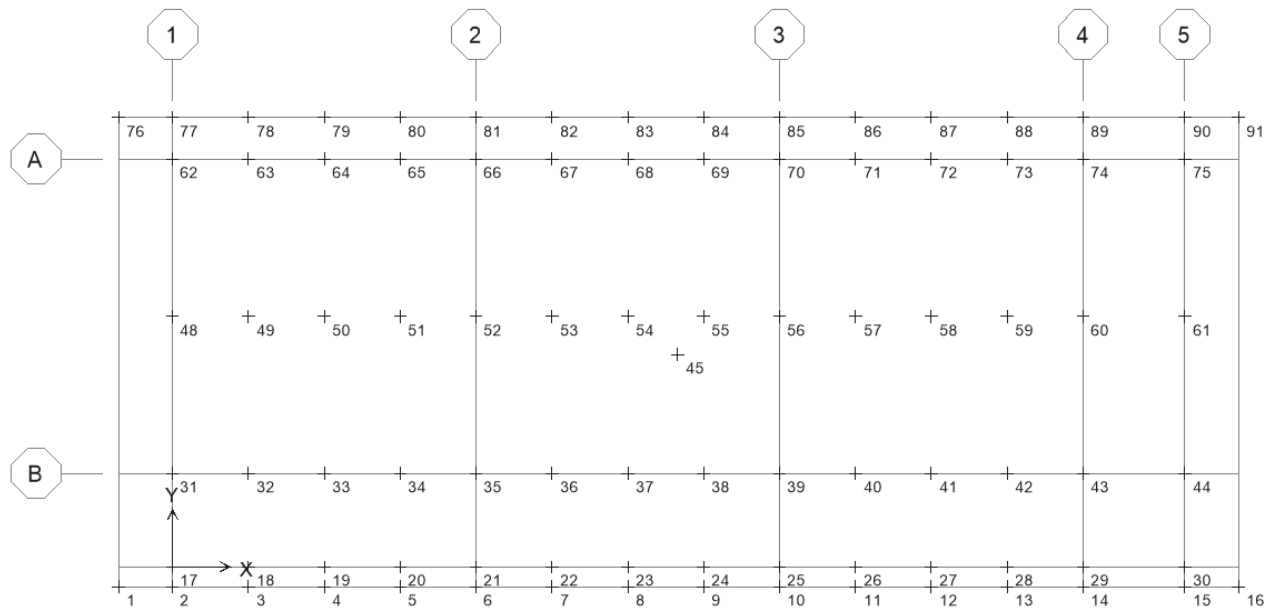 1 2 3 4 5
76 77 78 79 80 81 82 83 84 85 86 87 88 89 90 91
A
62 63 64 65 66 67 68 69 70 71 72 73 74 75
48 49 50 51 52 53 54 55 56 57 58 59 60 61
45
B
31 32 33 34 35 36 37 38 39 40 41 42 43 44
Y
X
17 18 19 20 21 22 23 24 25 26 27 28 29 30
1 2 3 4 5 6 7 8 9 10 11 12 13 14 15 16